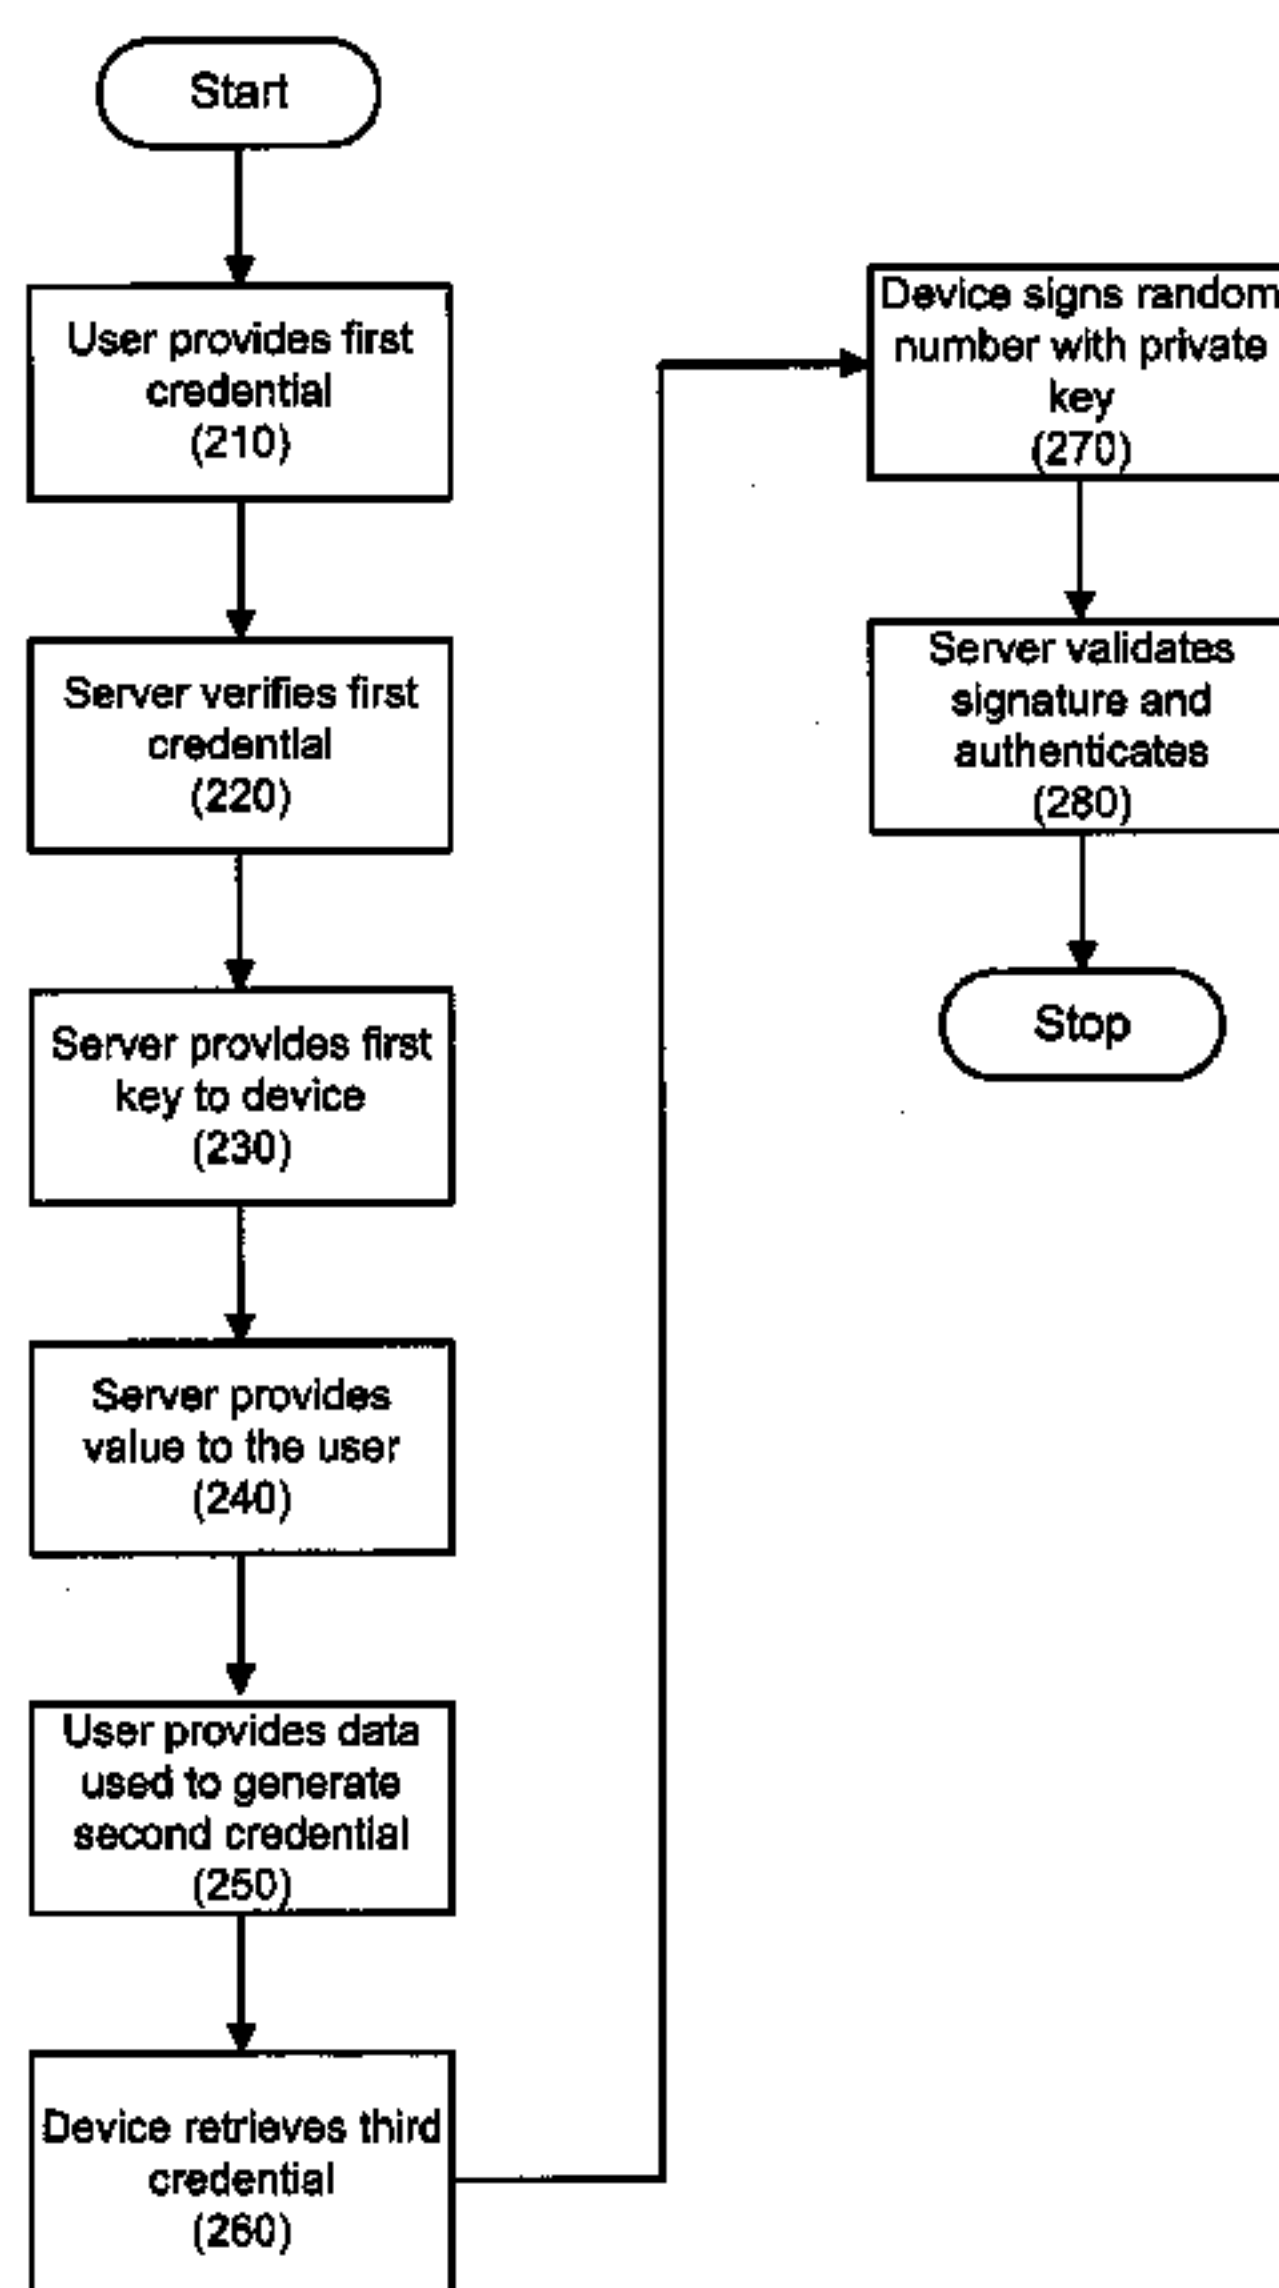 Start
User provides first
credential
(210)
Server verifies first
credential
(220)
Server provides first
key to device
(230)
Server provides
value to the user
(240)
User provides data
used to generate
second credential
(250)
Device retrieves third
credential
(260)
Device signs random
number with private
key
(270)
Server validates
signature and
authenticates
(280)
Stop